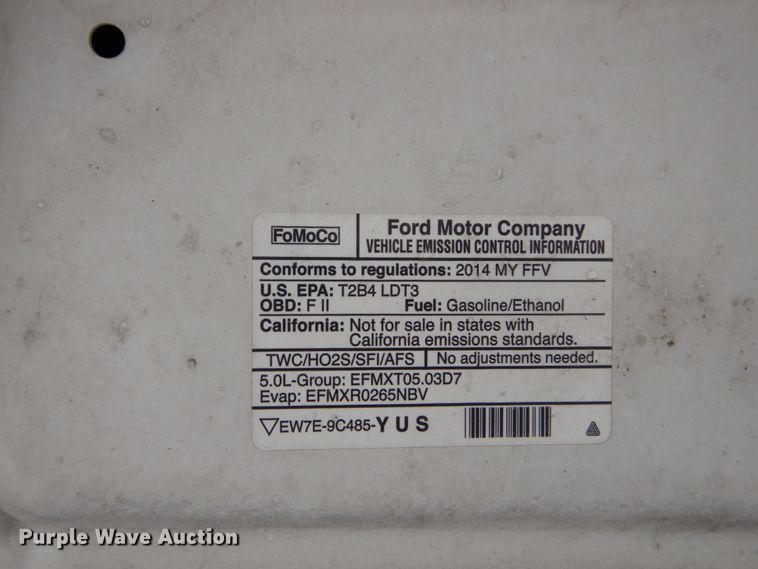 FoMoCo
Ford Motor Company
VEHICLE EMISSION CONTROL INFORMATION
Conforms to regulations: 2014 MY FFV
U.S. EPA: T2B4 LDT3
OBD: F II Fuel: Gasoline/Ethanol
California: Not for sale in states with
California emissions standards.
TWC/HO2S/SFI/AFS No adjustments needed.
5.0L-Group: EFMXT05.03D7
Evap: EFMXR0265NBV
EW7E-9C485-Y U S
Purple Wave Auction